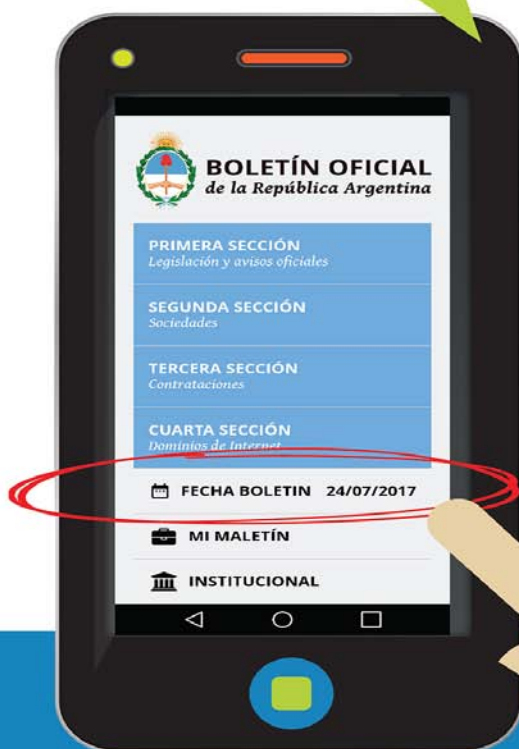 BOLETÍN OFICIAL
de la República Argentina
PRIMERA SECCIÓN
Legislación y avisos oficiales
SEGUNDA SECCIÓN
Sociedades
TERCERA SECCIÓN
Contrataciones
CUARTA SECCIÓN
Dominios de Internet
FECHA BOLETIN 24/07/2017
MI MALETÍN
INSTITUCIONAL